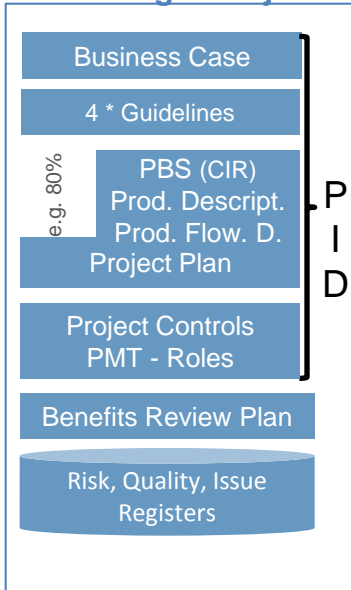 Business Case
4 * Guidelines
e.g. 80%
PBS (CIR)
Prod. Descript.
Prod. Flow. D.
Project Plan
Project Controls
PMT - Roles
P
I
D
Benefits Review Plan
Risk, Quality, Issue
Registers